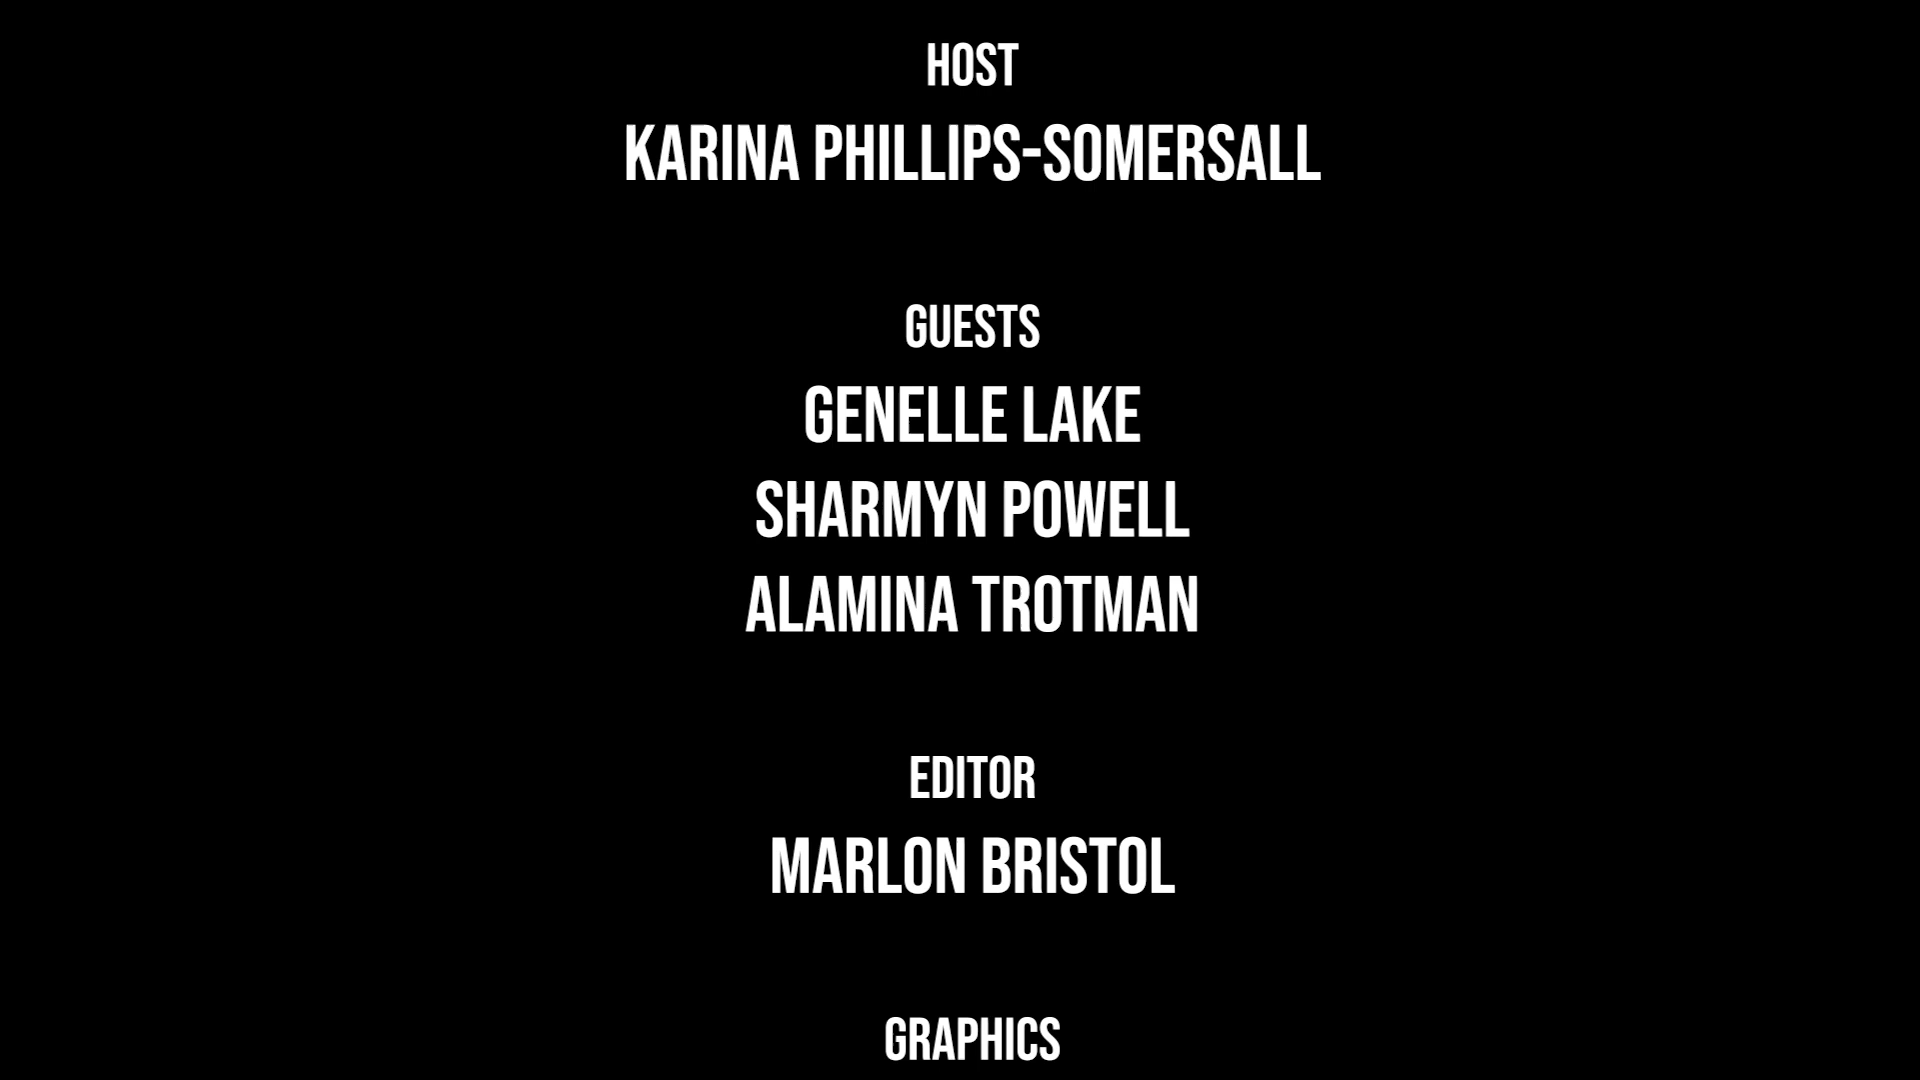 HOST
KARINA PHILLIPS-SOMERSALL
GUESTS
GENELLE LAKE
SHARMYN POWELL
ALAMINA TROTMAN
EDITOR
MARLON BRISTOL
GRAPHICS